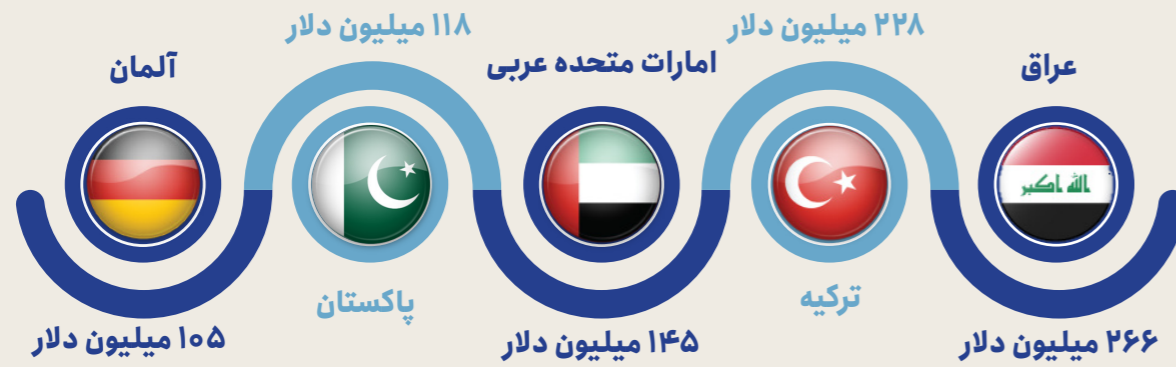 عراق
۲۶۶ میلیون دلار
۲۲۸ میلیون دلار
ترکیه
امارات متحده عربی
۱۴۵ میلیون دلار
۱۱۸ میلیون دلار
پاکستان
آلمان
۱۰۵ میلیون دلار
الله اكبر